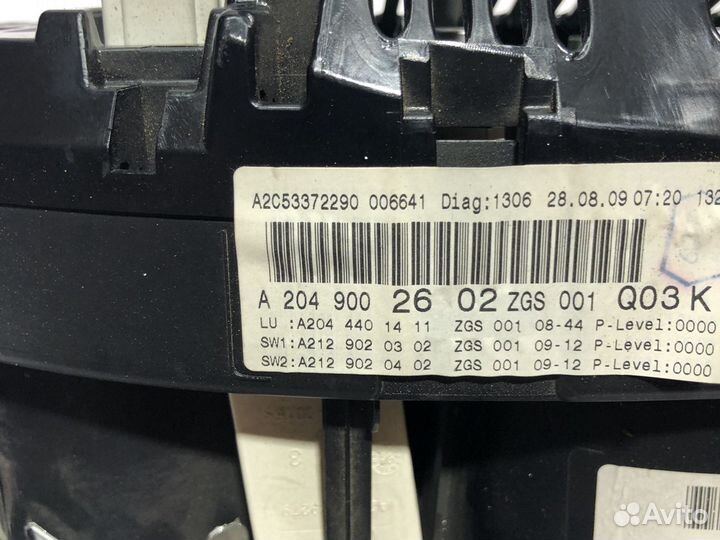 A2C53372290 006641 Diag:1306 28.08.09 07:20 132
A 204 900 26 02 ZGS 001 Q03 K
LU :A204 440 14 11 ZGS 001 08-44 P-Level:0000
SW1:A212 902 03 02 ZGS 001 09-12 P-Level:0000
SW2:A212 902 04 02 ZGS 001 09-12 P-Level:0000
Avito